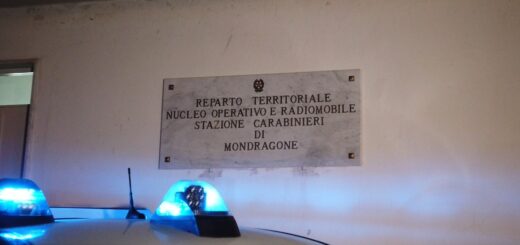 REPARTO TERRITORIALE
NUCLEO OPERATIVO E RADIOMOBILE
STAZIONE CARABINIERI
DI
MONDRAGONE